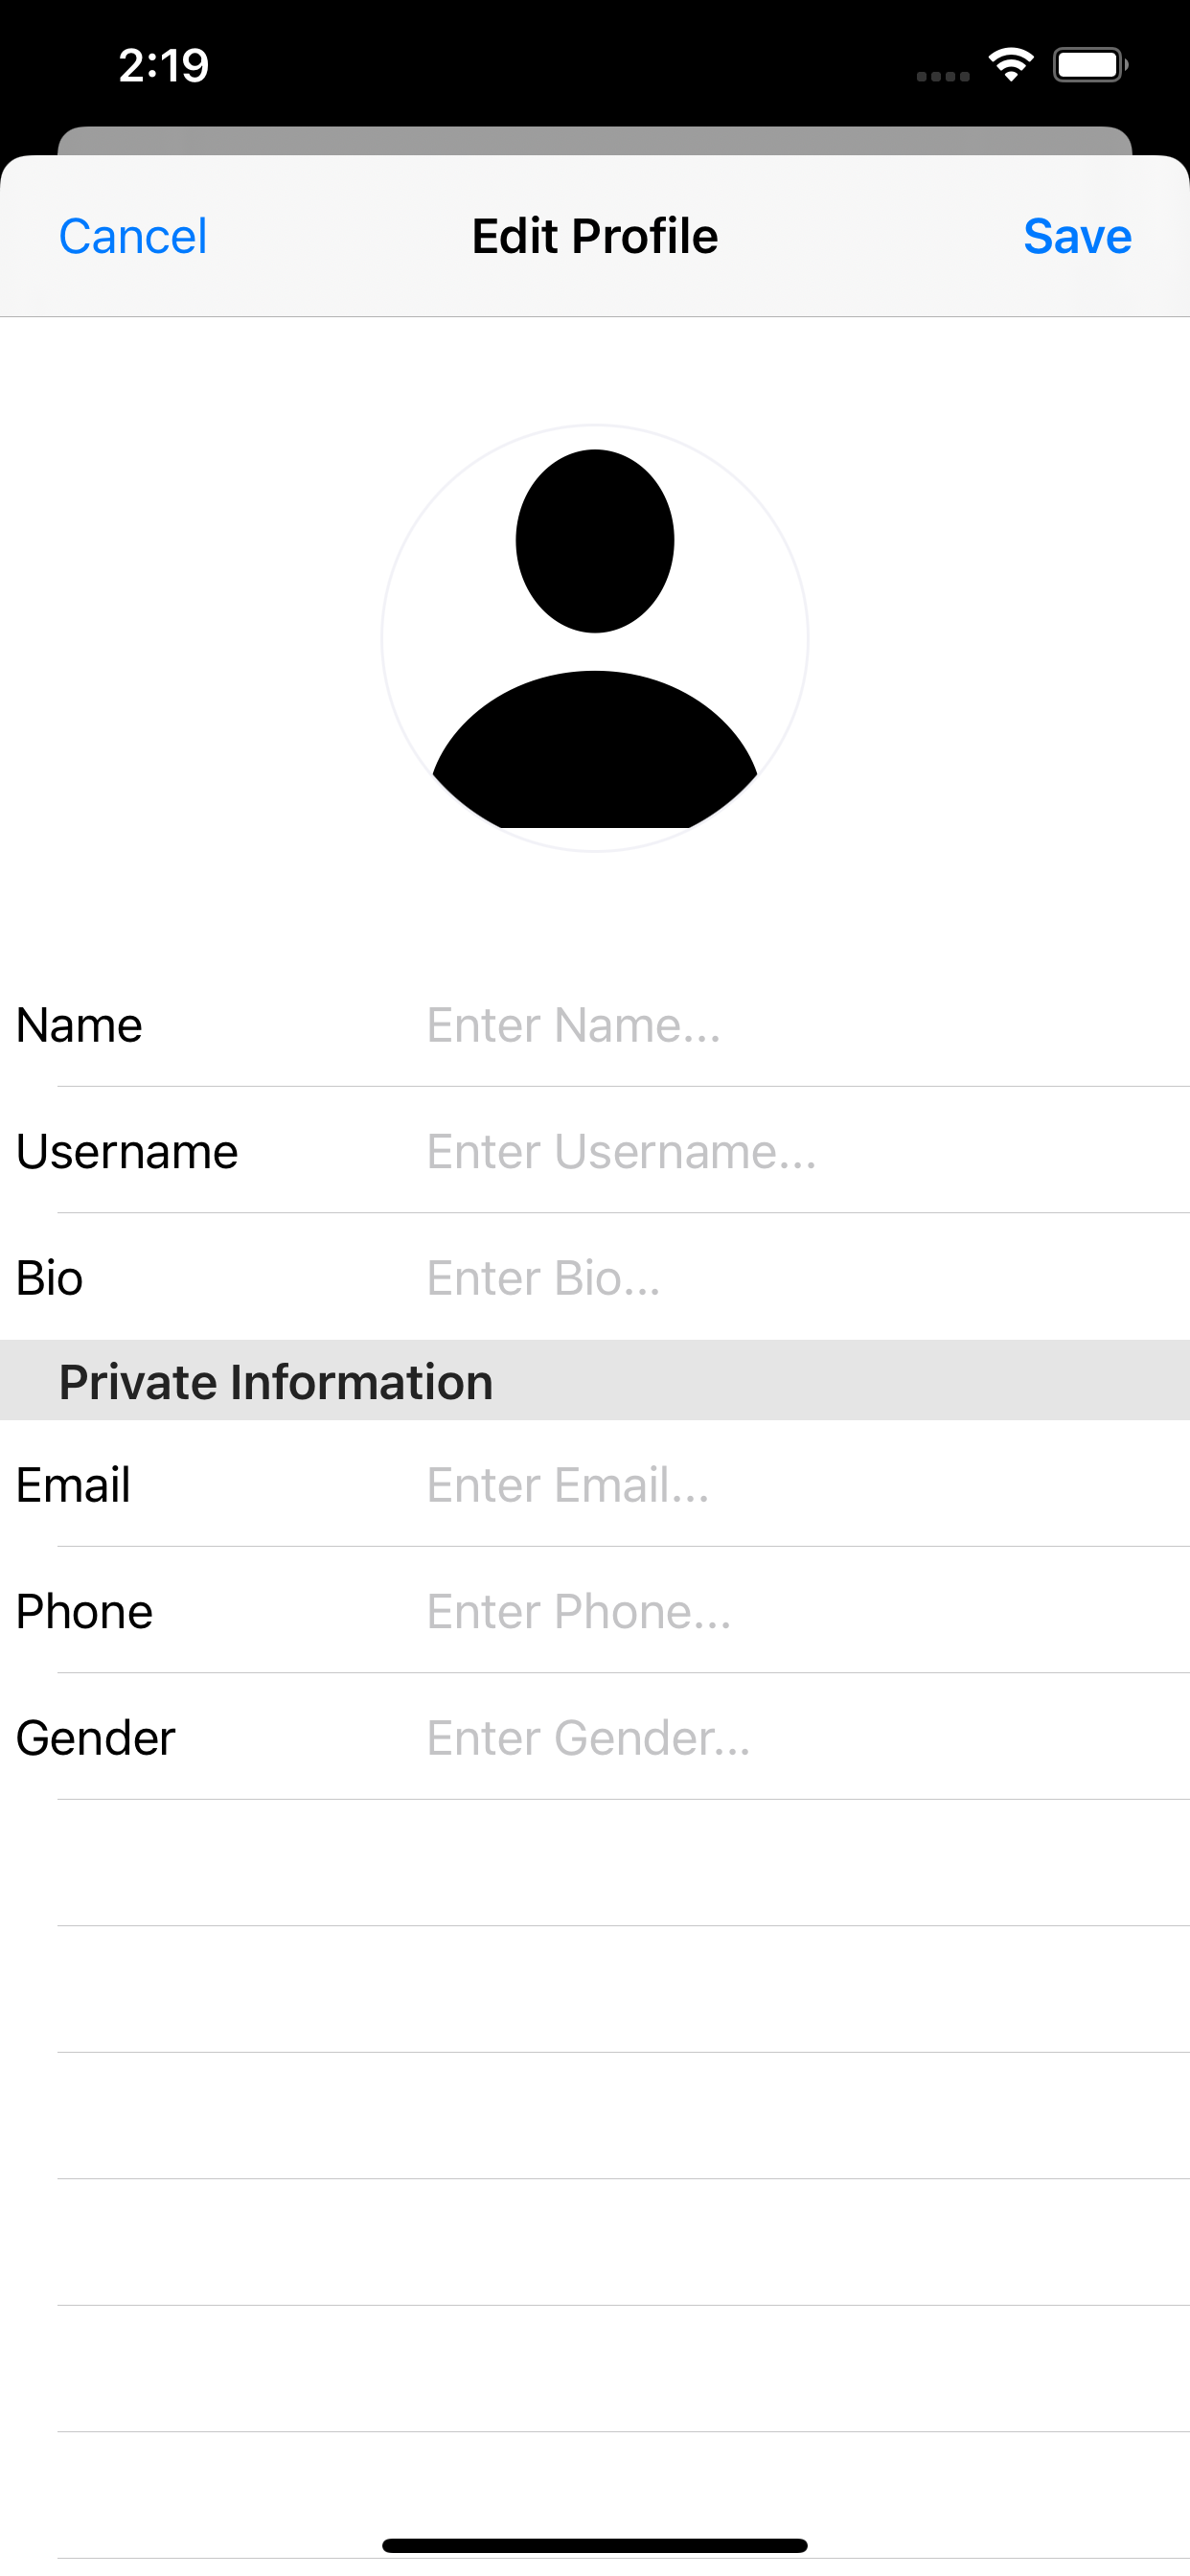 2:19
Cancel Edit Profile Save
Name Enter Name...
Username Enter Username...
Bio Enter Bio...
Private Information
Email Enter Email...
Phone Enter Phone...
Gender Enter Gender...